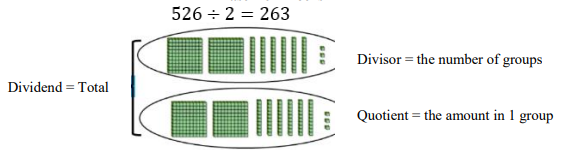 526 ÷ 2 = 263
Divisor = the number of groups
Dividend = Total
Quotient = the amount in 1 group